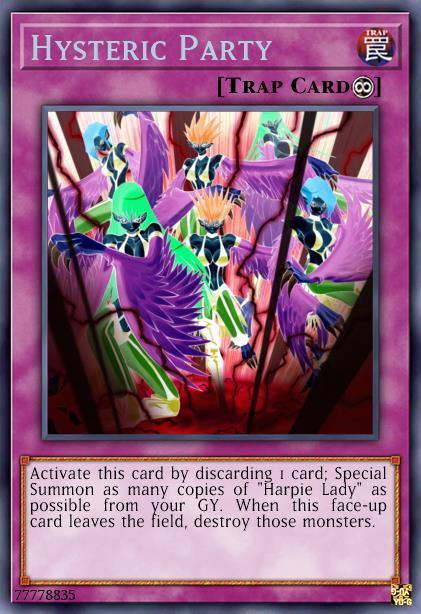 Hysteric Party
TRAP
罠
[Trap Card]
Activate this card by discarding 1 card; Special
Summon as many copies of "Harpie Lady" as
possible from your GY. When this face-up
card leaves the field, destroy those monsters.
77778835